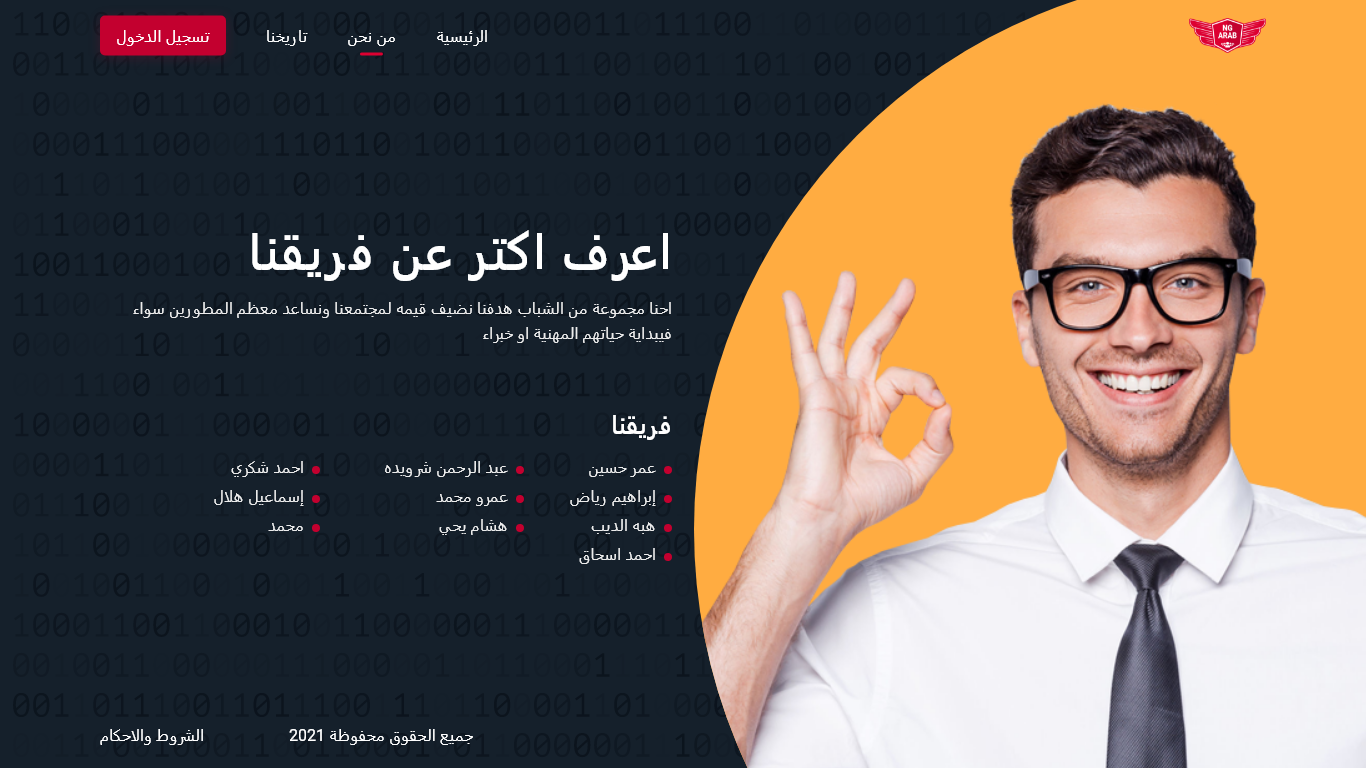 NG
ARAB
الرئيسية
من نحن
تاريخنا
تسجيل الدخول
اعرف اكتر عن فريقنا
احنا مجموعة من الشباب هدفنا نضيف قيمه لمجتمعنا ونساعد معظم المطورين سواء
فيبداية حياتهم المهنية او خبراء
فريقنا
عمر حسين
عبد الرحمن شرويده
احمد شكري
إبراهيم رياض
عمرو محمد
إسماعيل هلال
هبه الديب
هشام يحي
محمد
احمد اسحاق
جميع الحقوق محفوظة 2021
الشروط والاحكام